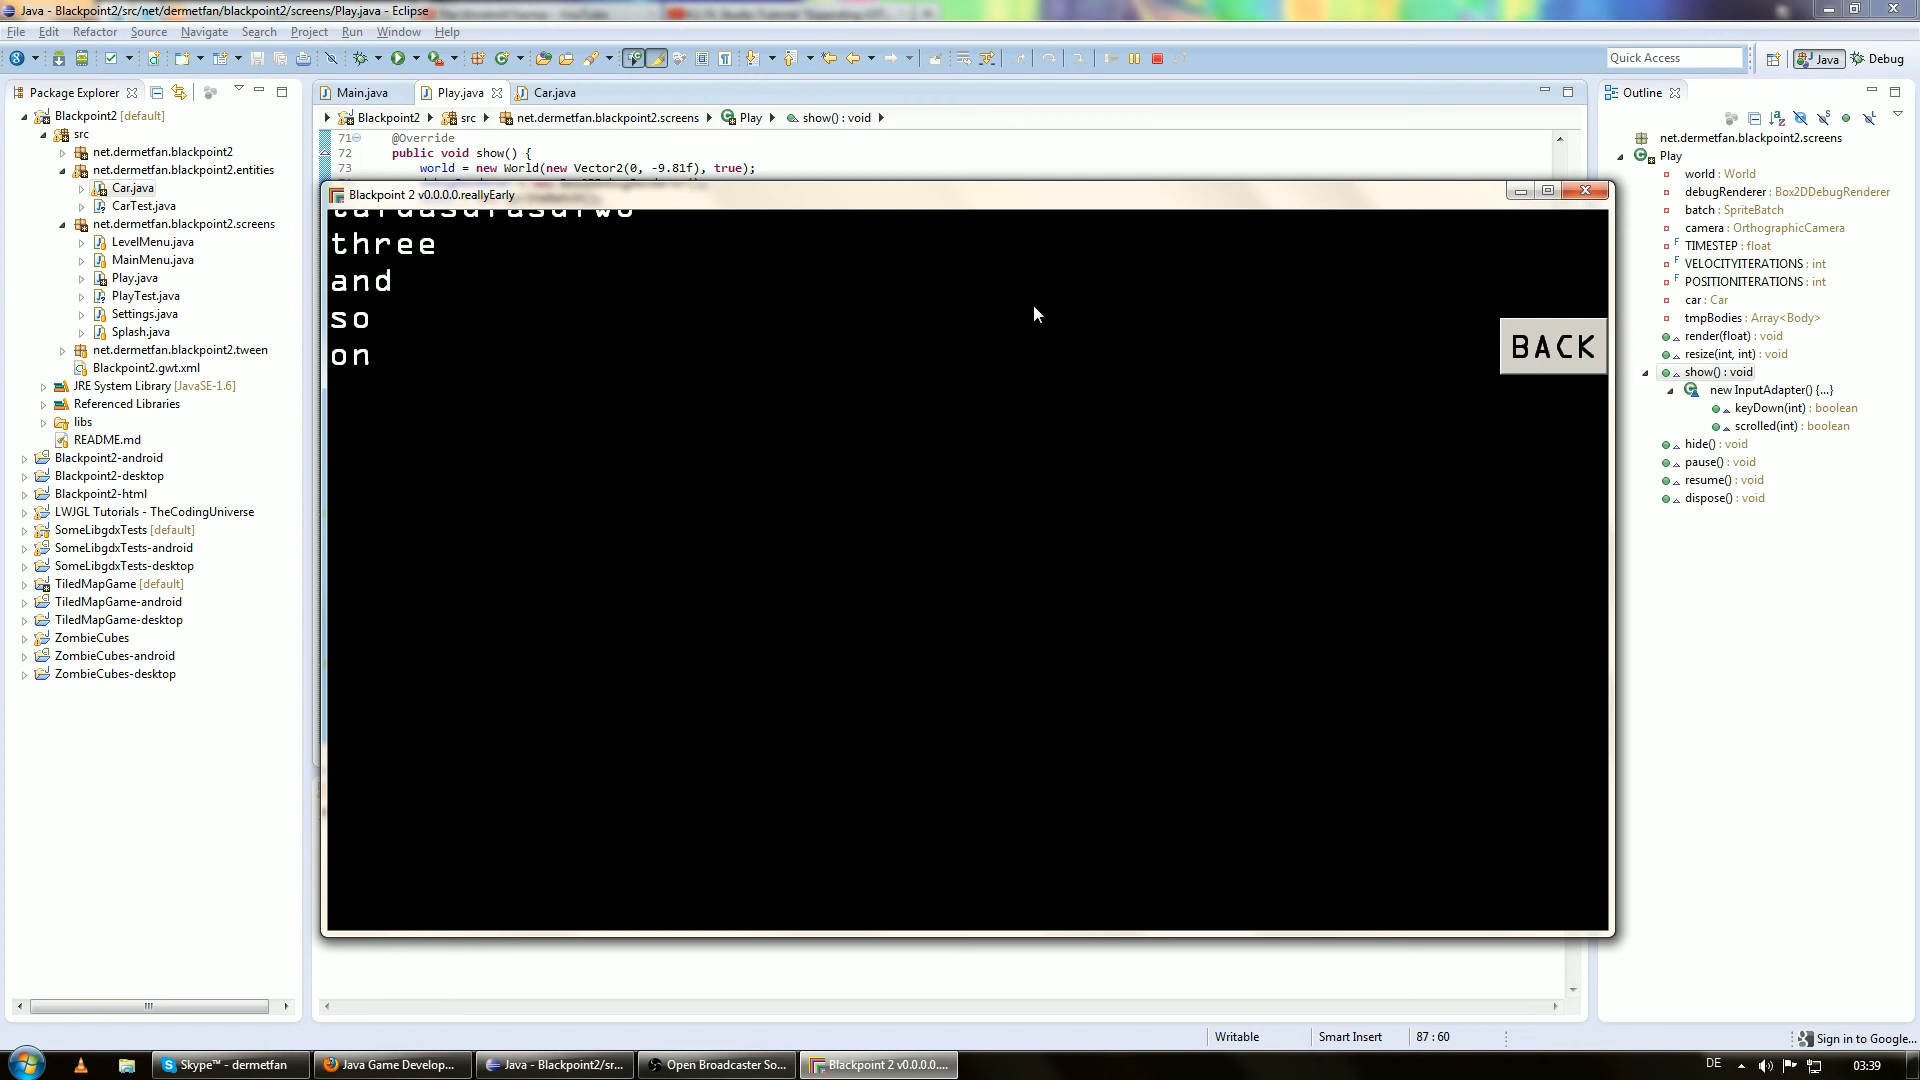 Java - Blackpoint2/src/net/dermetfan/blackpoint2/screens/Play.java - Eclipse
File Edit Refactor Source Navigate Search Project Run Window Help
Quick Access
Java
Debug
Package Explorer
Main.java
Play.java
Car.java
Outline
Blackpoint2 src net.dermetfan.blackpoint2.screens Play show() : void
71 @Override
72 public void show() {
73 world = new World(new Vector2(0, -9.81f), true);
Blackpoint2 [default]
src
net.dermetfan.blackpoint2
net.dermetfan.blackpoint2.entities
Car.java
CarTest.java
net.dermetfan.blackpoint2.screens
LevelMenu.java
MainMenu.java
Play.java
PlayTest.java
Settings.java
Splash.java
net.dermetfan.blackpoint2.tween
Blackpoint2.gwt.xml
JRE System Library [JavaSE-1.6]
Referenced Libraries
libs
README.md
Blackpoint2-android
Blackpoint2-desktop
Blackpoint2-html
LWJGL Tutorials - TheCodingUniverse
SomeLibgdxTests [default]
SomeLibgdxTests-android
SomeLibgdxTests-desktop
TiledMapGame [default]
TiledMapGame-android
TiledMapGame-desktop
ZombieCubes
ZombieCubes-android
ZombieCubes-desktop
Blackpoint 2 v0.0.0.0.reallyEarly
three
and
so
on
BACK
net.dermetfan.blackpoint2.screens
Play
world : World
debugRenderer : Box2DDebugRenderer
batch : SpriteBatch
camera : OrthographicCamera
TIMESTEP : float
VELOCITYITERATIONS : int
POSITIONITERATIONS : int
car : Car
tmpBodies : Array<Body>
render(float) : void
resize(int, int) : void
show() : void
new InputAdapter() {...}
keyDown(int) : boolean
scrolled(int) : boolean
hide() : void
pause() : void
resume() : void
dispose() : void
Writable
Smart Insert
87 : 60
Sign in to Google...
Skype™ - dermetfan
Java Game Develop...
Java - Blackpoint2/sr...
Open Broadcaster So...
Blackpoint 2 v0.0.0.0....
DE
03:39